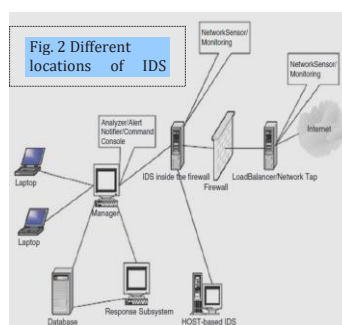 Fig. 2 Different
locations of IDS
NetworkSensor/
Monitoring
NetworkSensor/
Monitoring
Analyzer/Alert
Notifier/Command
Console
Internet
Laptop
IDS inside the firewall
Firewall
LoadBalancer/Network Tap
Manager
Laptop
Database
Response Subsystem
HOST-based IDS